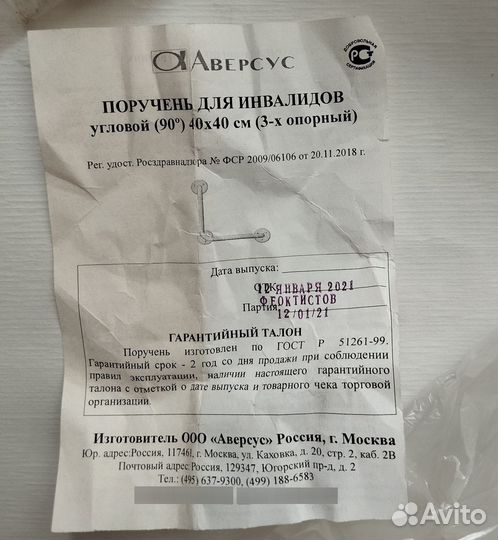 АВЕРСУС
ДОБРОВОЛЬНАЯ
СЕРТИФИКАЦИЯ
ПОРУЧЕНЬ ДЛЯ ИНВАЛИДОВ
угловой (90º) 40х40 см (3-х опорный)
Рег. удост. Росздравнадзора № ФСР 2009/06106 от 20.11.2018 г.
Дата выпуска:
12 ЯНВАРЯ 2021
ФЕОКТИСТОВ
Партия:
12/01/21
ГАРАНТИЙНЫЙ ТАЛОН
Поручень изготовлен по ГОСТ Р 51261-99.
Гарантийный срок - 2 год со дня продажи при соблюдении
правил эксплуатации, наличии настоящего гарантийного
талона с отметкой о дате выпуска и товарного чека торговой
организации.
Изготовитель ООО «Аверсус» Россия, г. Москва
Юр. адрес:Россия, 117461, г. Москва, ул. Каховка, д. 20, стр. 2, каб. 2В
Почтовый адрес:Россия, 129347, Югорский пр-д, д. 2
Тел.: (495) 637-9300, (499) 188-6583
Avito